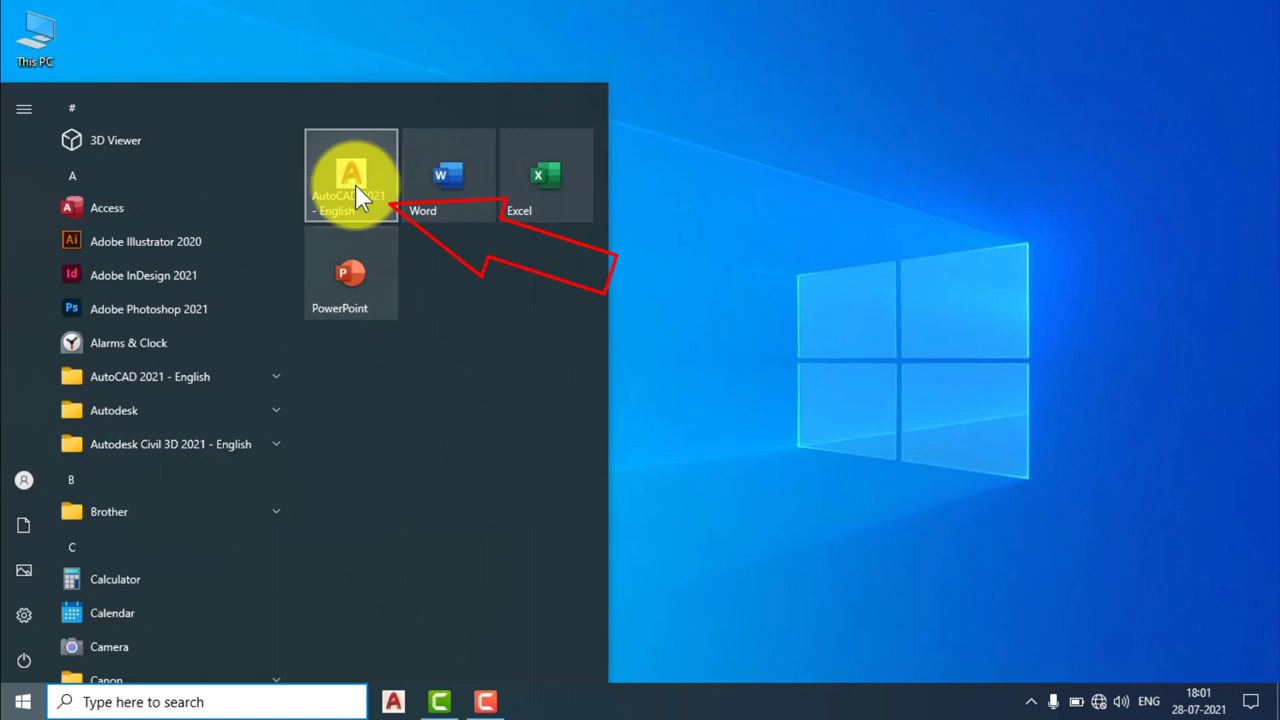 This PC
#
3D Viewer
A
Access
Adobe Illustrator 2020
Adobe InDesign 2021
Adobe Photoshop 2021
Alarms & Clock
AutoCAD 2021 - English
Autodesk
Autodesk Civil 3D 2021 - English
B
Brother
C
Calculator
Calendar
Camera
Canon
AutoCAD 2021
- English
Word
Excel
PowerPoint
Type here to search
ENG
18:01
28-07-2021